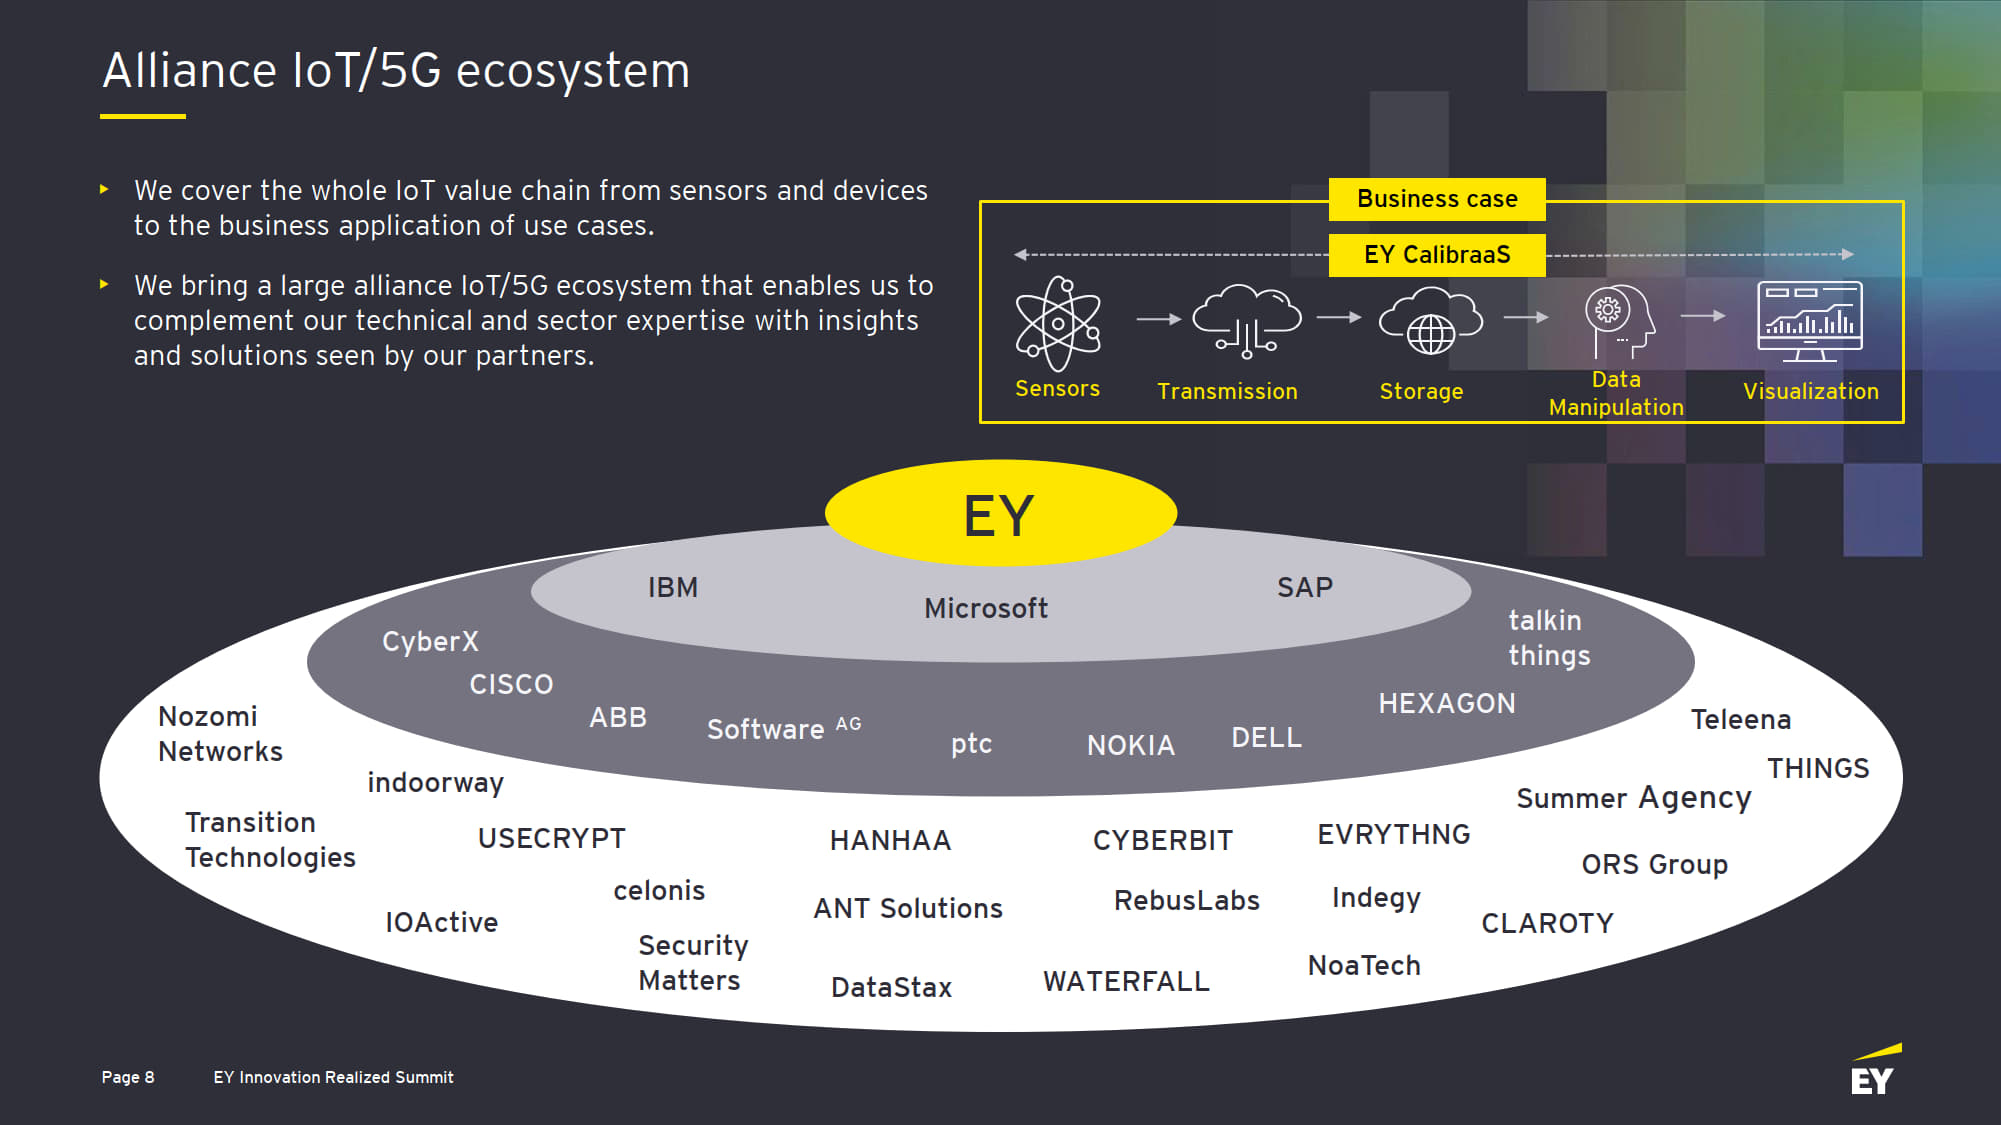 Alliance IoT/5G ecosystem
We cover the whole IoT value chain from sensors and devices
to the business application of use cases.
We bring a large alliance IoT/5G ecosystem that enables us to
complement our technical and sector expertise with insights
and solutions seen by our partners.
Business case
EY CalibraaS
Sensors
Transmission
Storage
Data
Manipulation
Visualization
EY
IBM
Microsoft
SAP
CyberX
CISCO
ABB
Software AG
ptc
NOKIA
DELL
HEXAGON
talkin
things
Nozomi
Networks
indoorway
Transition
Technologies
USECRYPT
IOActive
celonis
Security
Matters
HANHAA
ANT Solutions
DataStax
CYBERBIT
RebusLabs
WATERFALL
EVRYTHNG
Indegy
NoaTech
Teleena
THINGS
Summer Agency
ORS Group
CLAROTY
Page 8
EY Innovation Realized Summit
EY